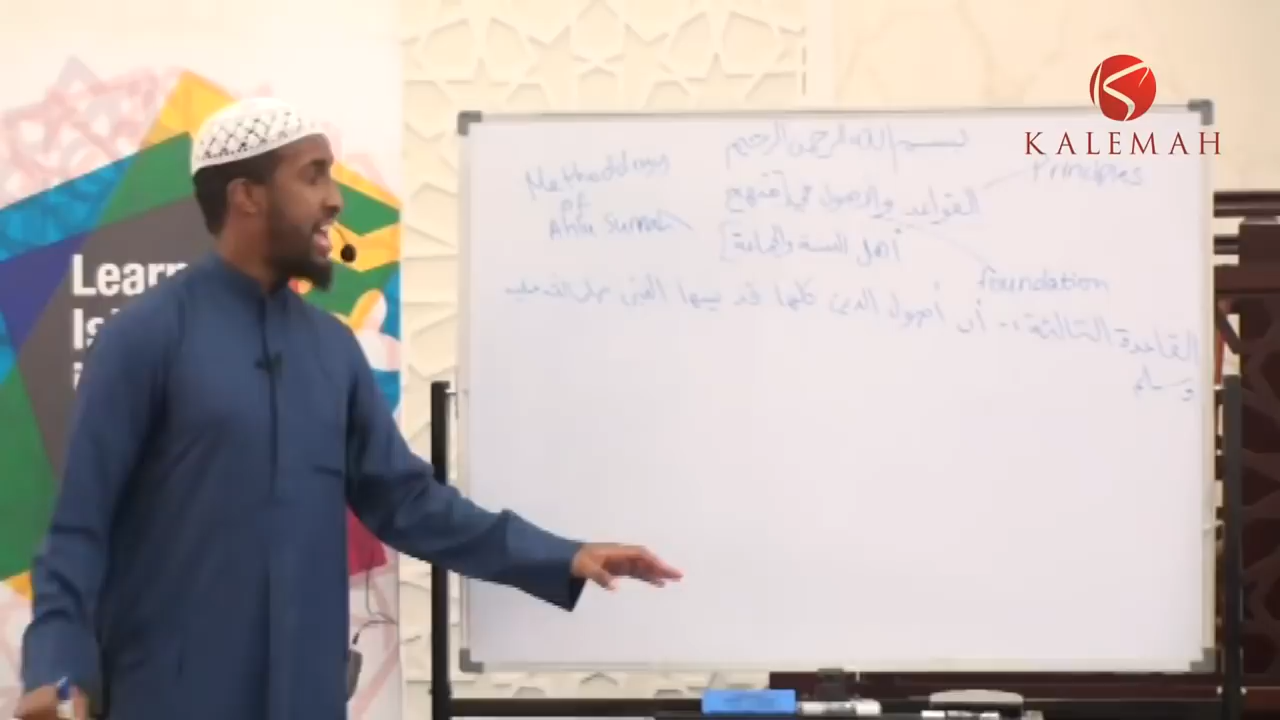 KALEMAH
بسم الله الرحمن الرحيم
Principles
Methodology
of
Ahlu Sunnah
القواعد والاصول في [منهج
أهل السنة والجماعة]
foundation
القاعدة الثالثة :- أن أصول الدين كلها قد بينها النبي صلى الله عليه
وسلم
Learn